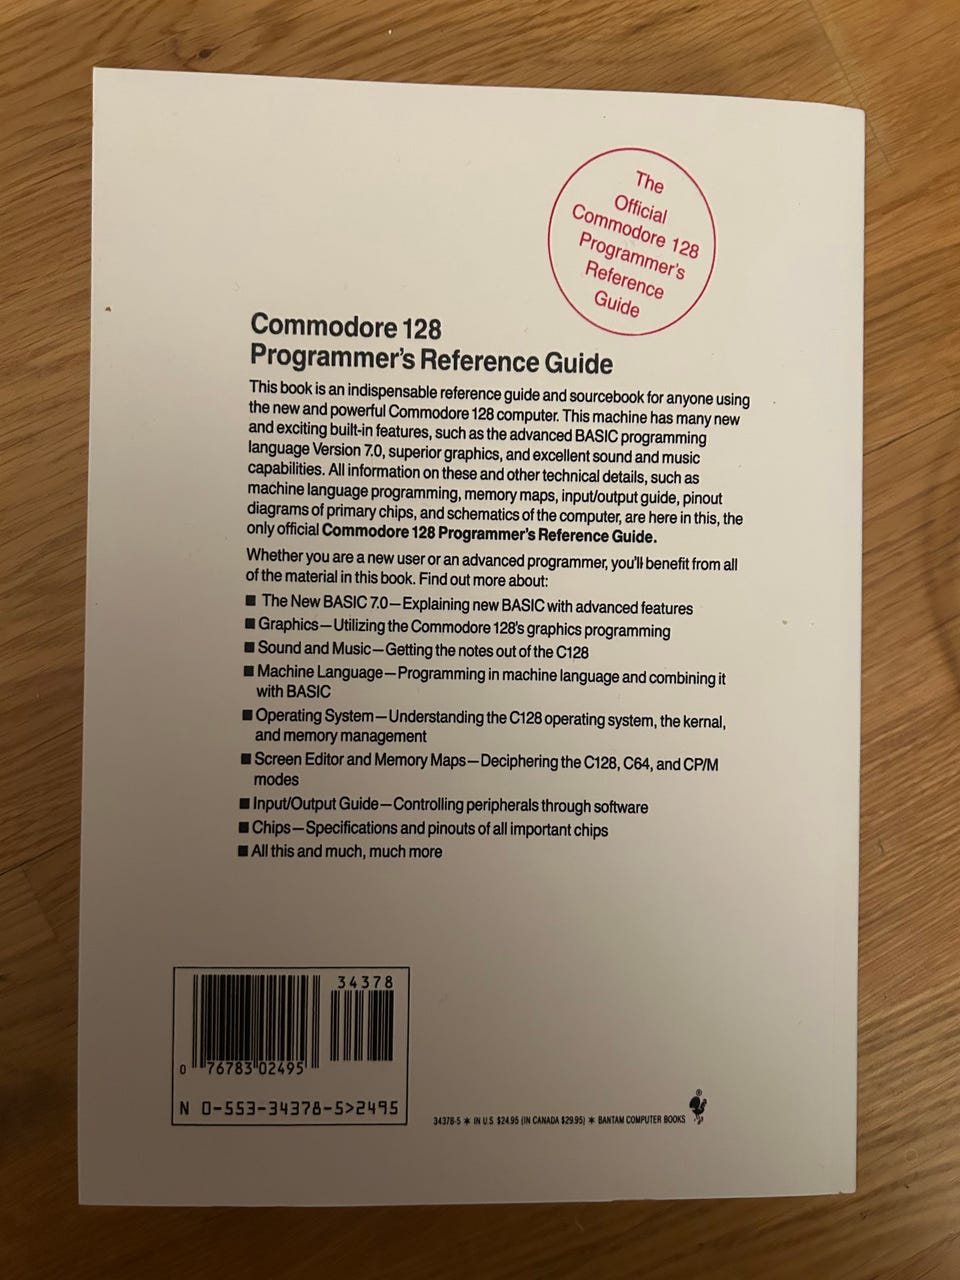 The
Official
Commodore 128
Programmer's
Reference
Guide
Commodore 128
Programmer's Reference Guide
This book is an indispensable reference guide and sourcebook for anyone using
the new and powerful Commodore 128 computer. This machine has many new
and exciting built-in features, such as the advanced BASIC programming
language Version 7.0, superior graphics, and excellent sound and music
capabilities. All information on these and other technical details, such as
machine language programming, memory maps, input/output guide, pinout
diagrams of primary chips, and schematics of the computer, are here in this, the
only official Commodore 128 Programmer's Reference Guide.
Whether you are a new user or an advanced programmer, you'll benefit from all
of the material in this book. Find out more about:
■ The New BASIC 7.0—Explaining new BASIC with advanced features
■ Graphics—Utilizing the Commodore 128's graphics programming
■ Sound and Music—Getting the notes out of the C128
■ Machine Language—Programming in machine language and combining it
with BASIC
■ Operating System—Understanding the C128 operating system, the kernal,
and memory management
■ Screen Editor and Memory Maps—Deciphering the C128, C64, and CP/M
modes
■ Input/Output Guide—Controlling peripherals through software
■ Chips—Specifications and pinouts of all important chips
■ All this and much, much more
34378
0 76783 02495
N 0-553-34378-5>2495
34378-5 * IN U.S. $24.95 (IN CANADA $29.95) * BANTAM COMPUTER BOOKS ®